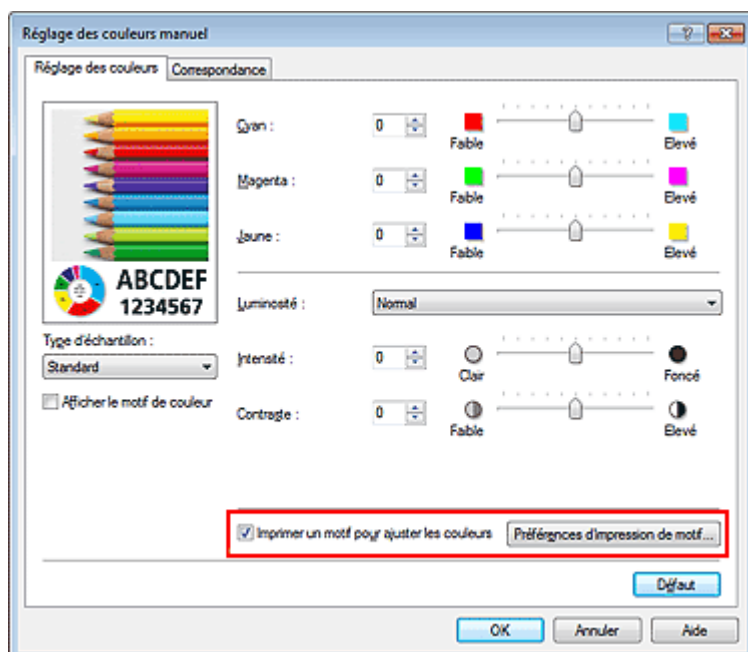 Réglage des couleurs manuel
Réglage des couleurs Correspondance
Cyan : 0 Faible Elevé
Magenta : 0 Faible Elevé
Jaune : 0 Faible Elevé
ABCDEF
1234567
Luminosité : Normal
Type d'échantillon :
Standard
Intensité : 0 Clair Foncé
Afficher le motif de couleur
Contraste : 0 Faible Elevé
Imprimer un motif pour ajuster les couleurs Préférences d'impression de motif...
Défaut
OK Annuler Aide